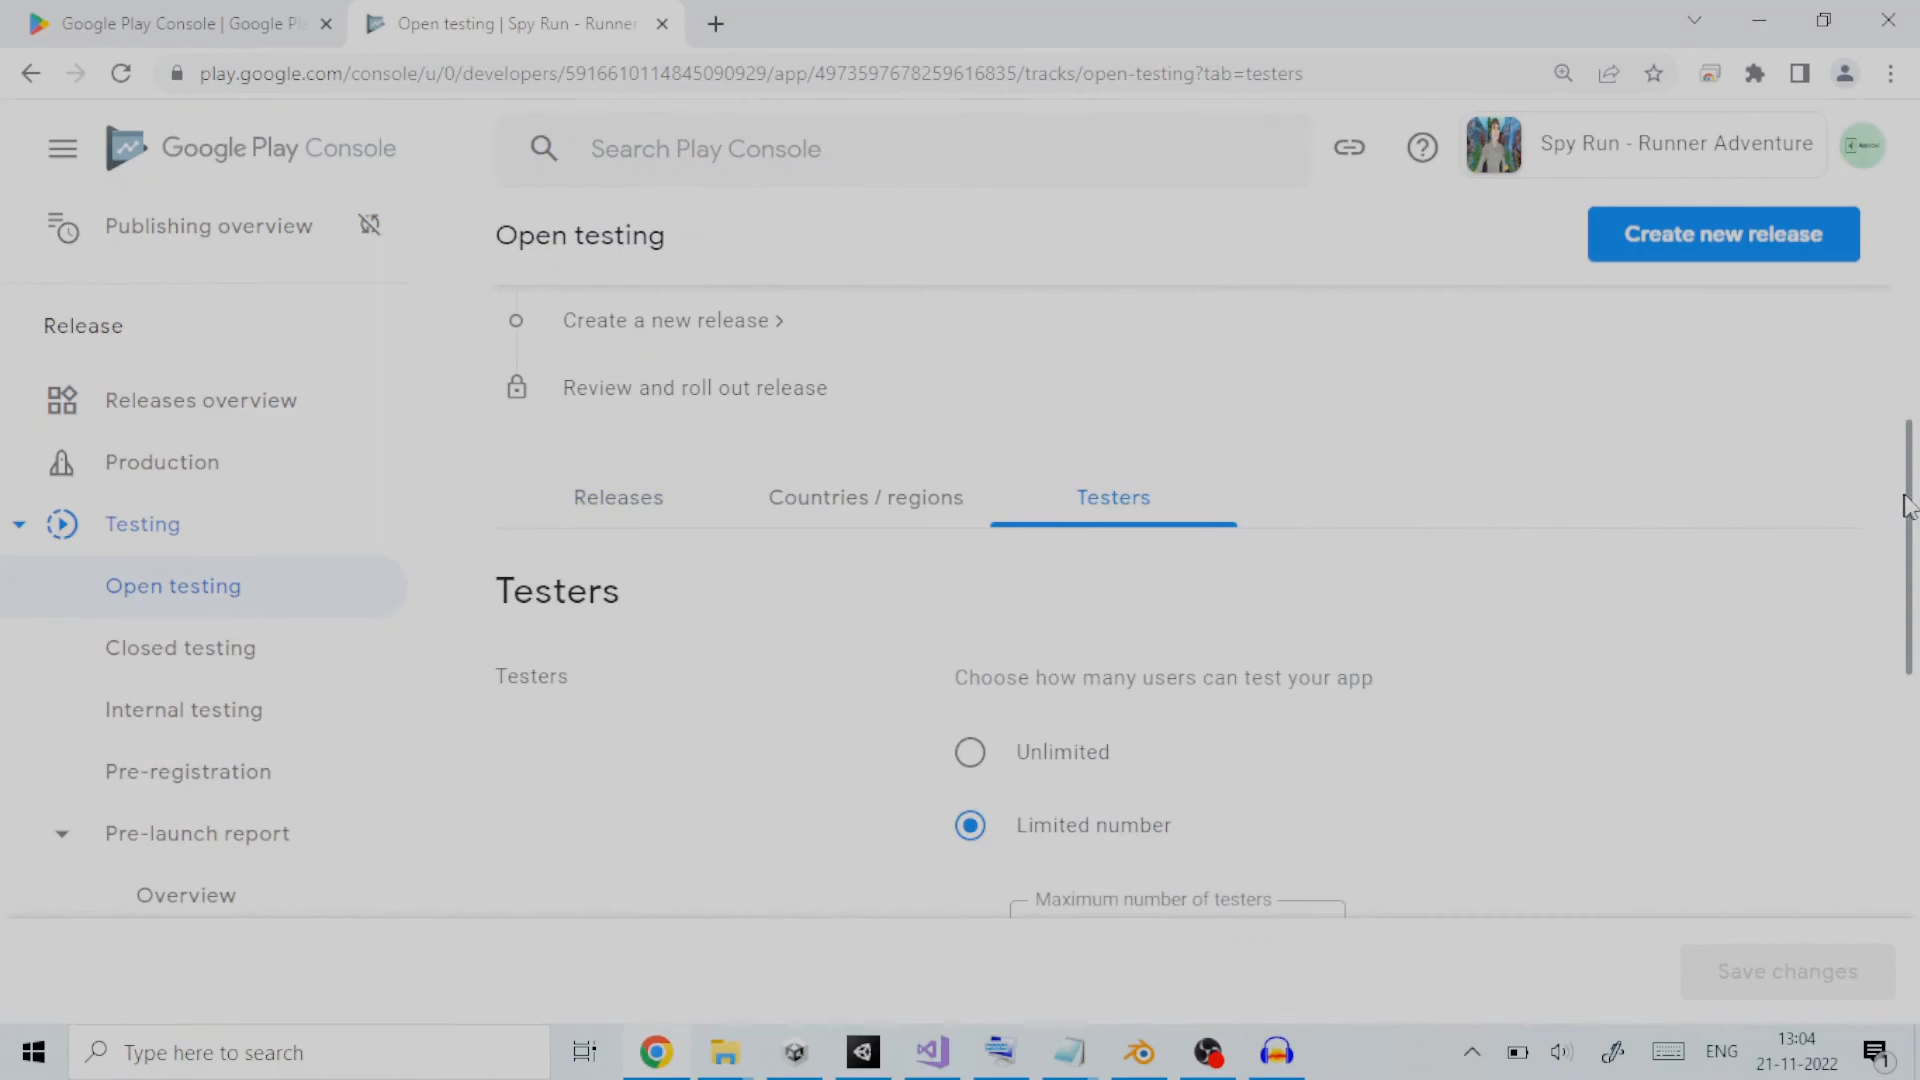 Google Play Console | Google Pl
Open testing | Spy Run - Runner
play.google.com/console/u/0/developers/5916610114845090929/app/4973597678259616835/tracks/open-testing?tab=testers
Google Play Console
Search Play Console
Spy Run - Runner Adventure
Publishing overview
Open testing
Create new release
Release
Create a new release
Review and roll out release
Releases overview
Production
Testing
Open testing
Closed testing
Internal testing
Pre-registration
Pre-launch report
Overview
Releases
Countries / regions
Testers
Testers
Testers
Choose how many users can test your app
Unlimited
Limited number
Maximum number of testers
Save changes
Type here to search
ENG
13:04
21-11-2022
1